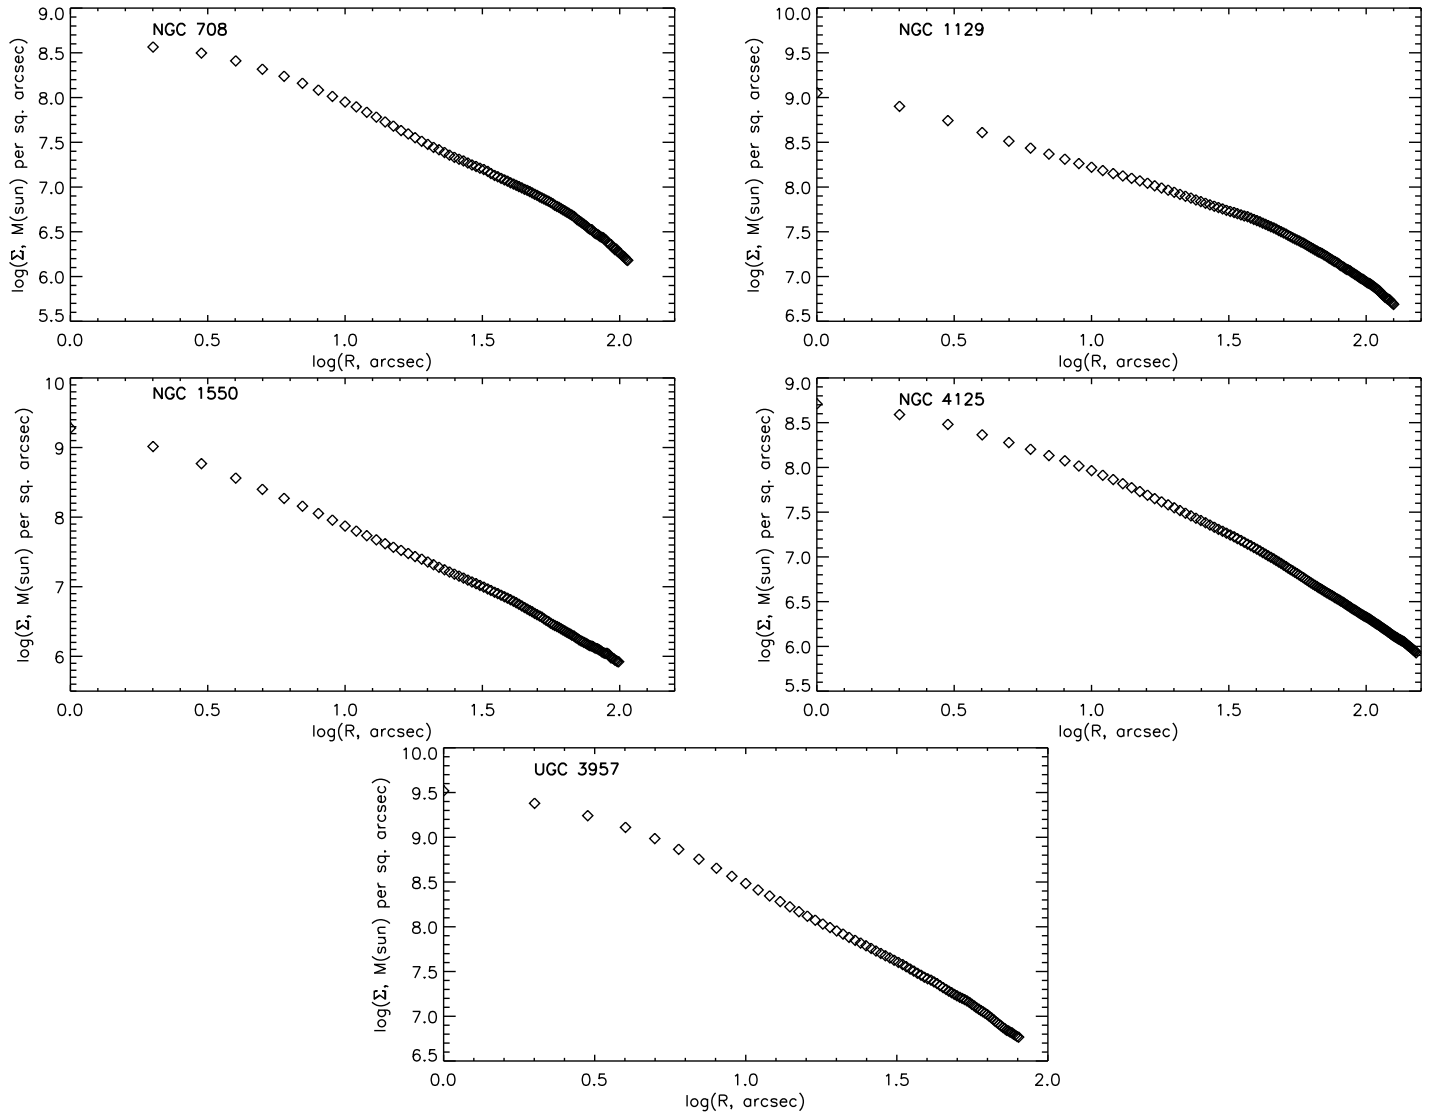 NGC 708
log(Σ, M(sun) per sq. arcsec)
9.0
8.5
8.0
7.5
7.0
6.5
6.0
5.5
0.0 0.5 1.0 1.5 2.0
log(R, arcsec)
NGC 1129
log(Σ, M(sun) per sq. arcsec)
10.0
9.5
9.0
8.5
8.0
7.5
7.0
6.5
0.0 0.5 1.0 1.5 2.0
log(R, arcsec)
NGC 1550
log(Σ, M(sun) per sq. arcsec)
10
9
8
7
6
0.0 0.5 1.0 1.5 2.0
log(R, arcsec)
NGC 4125
log(Σ, M(sun) per sq. arcsec)
9.0
8.5
8.0
7.5
7.0
6.5
6.0
5.5
0.0 0.5 1.0 1.5 2.0
log(R, arcsec)
UGC 3957
log(Σ, M(sun) per sq. arcsec)
10.0
9.5
9.0
8.5
8.0
7.5
7.0
6.5
0.0 0.5 1.0 1.5 2.0
log(R, arcsec)